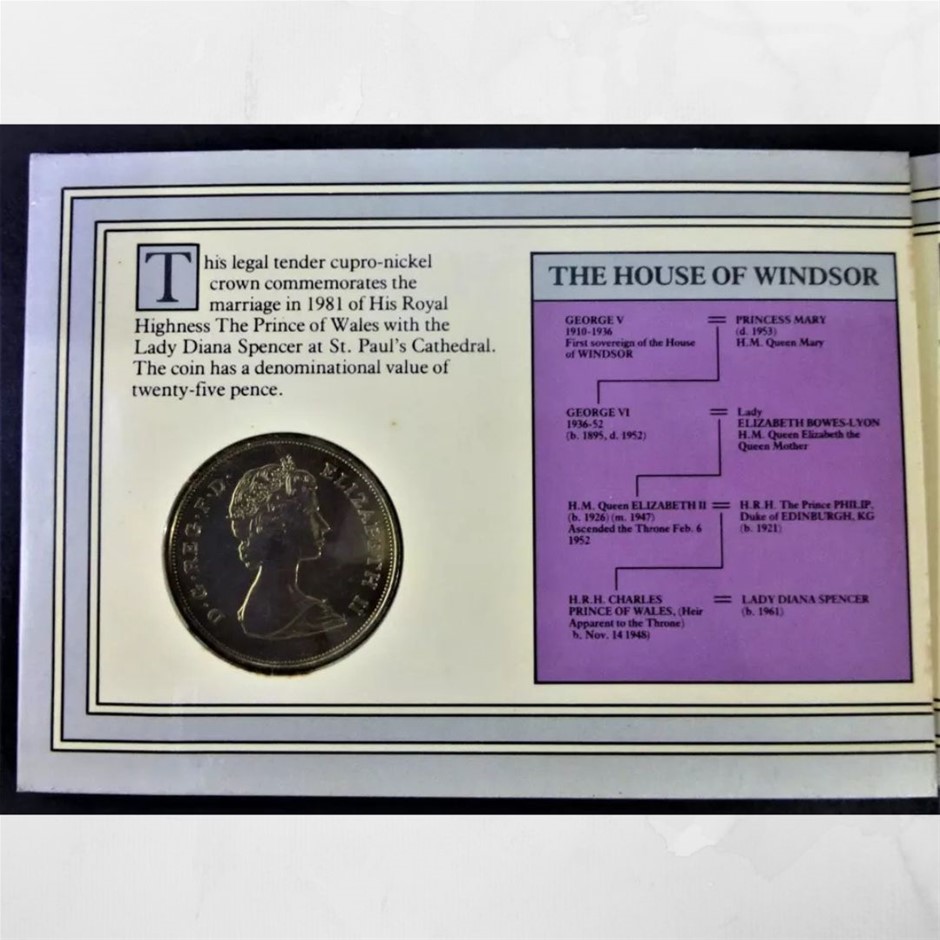 This legal tender cupro-nickel
crown commemorates the
marriage in 1981 of His Royal
Highness The Prince of Wales with the
Lady Diana Spencer at St. Paul's Cathedral.
The coin has a denominational value of
twenty-five pence.
D·G·REG·F·D· ELIZABETH II
THE HOUSE OF WINDSOR
GEORGE V
1910-1936
First sovereign of the House
of WINDSOR
= PRINCESS MARY
(d. 1953)
H.M. Queen Mary
GEORGE VI
1936-52
(b. 1895, d. 1952)
= Lady
ELIZABETH BOWES-LYON
H.M. Queen Elizabeth the
Queen Mother
H.M. Queen ELIZABETH II
(b. 1926) (m. 1947)
Ascended the Throne Feb. 6
1952
= H.R.H. The Prince PHILIP,
Duke of EDINBURGH, KG
(b. 1921)
H.R.H. CHARLES
PRINCE OF WALES, (Heir
Apparent to the Throne)
b. Nov. 14 1948)
= LADY DIANA SPENCER
(b. 1961)